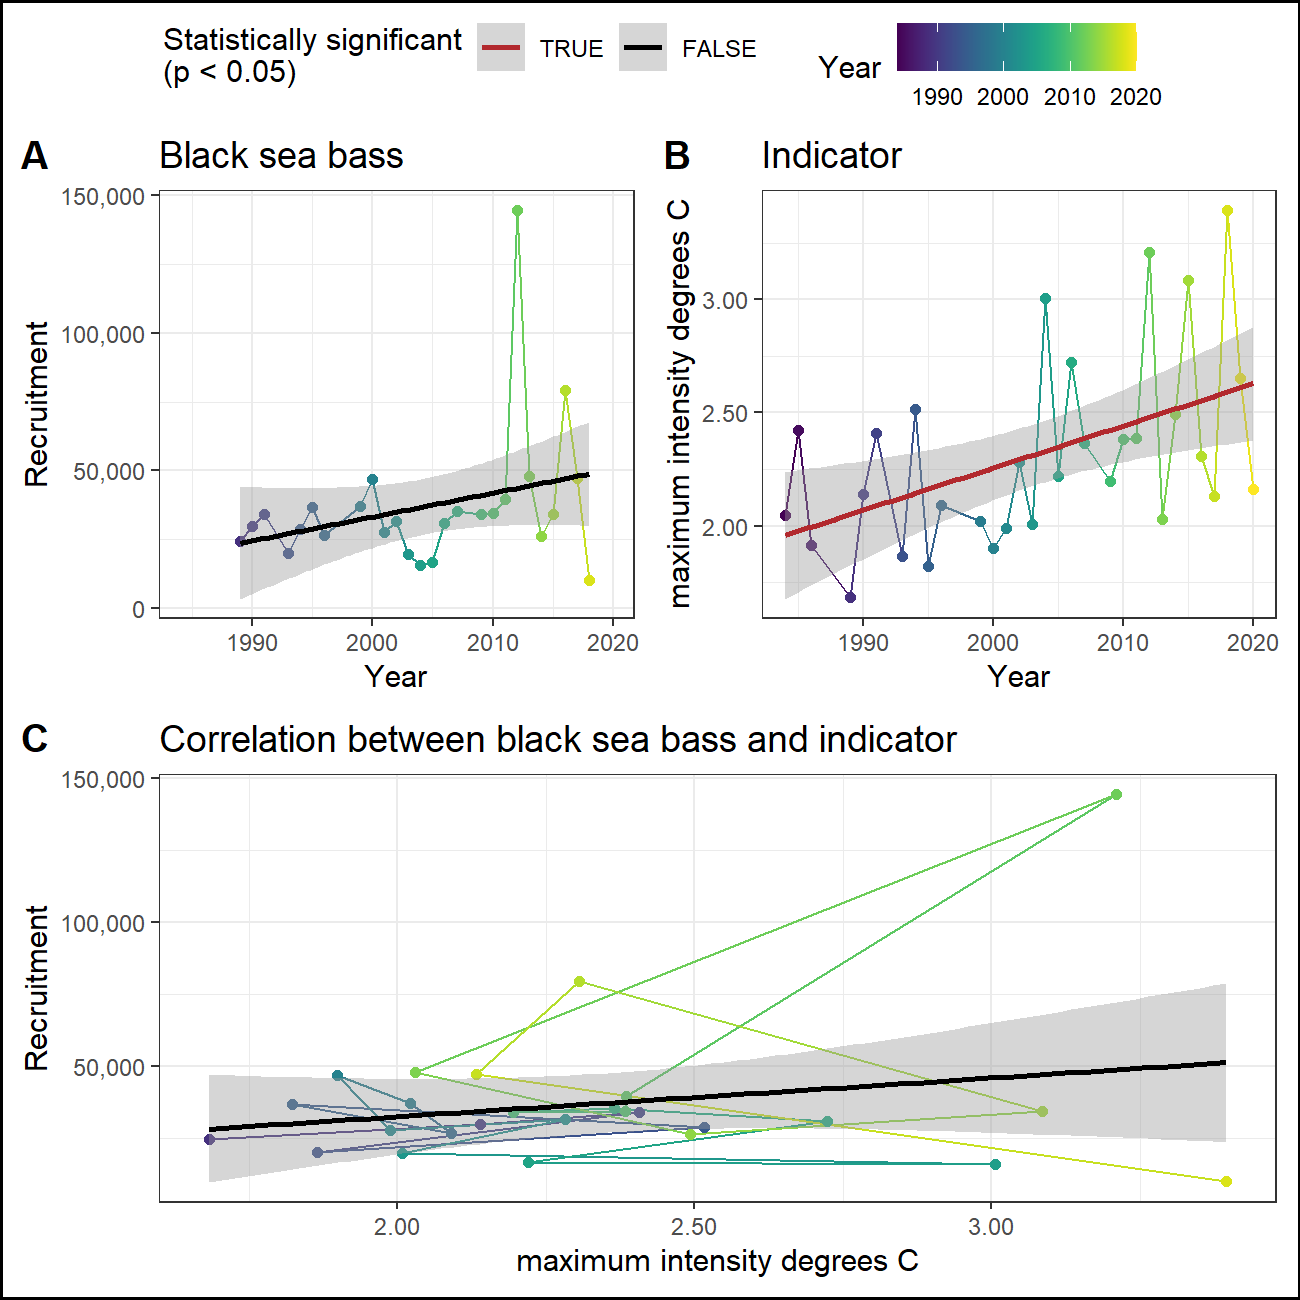 Statistically significant
(p < 0.05)
TRUE
FALSE
Year
1990 2000 2010 2020
A Black sea bass
150,000
100,000
50,000
0
Recruitment
1990 2000 2010 2020
Year
B Indicator
maximum intensity degrees C
3.00
2.50
2.00
1990 2000 2010 2020
Year
C Correlation between black sea bass and indicator
150,000
100,000
50,000
Recruitment
2.00 2.50 3.00
maximum intensity degrees C